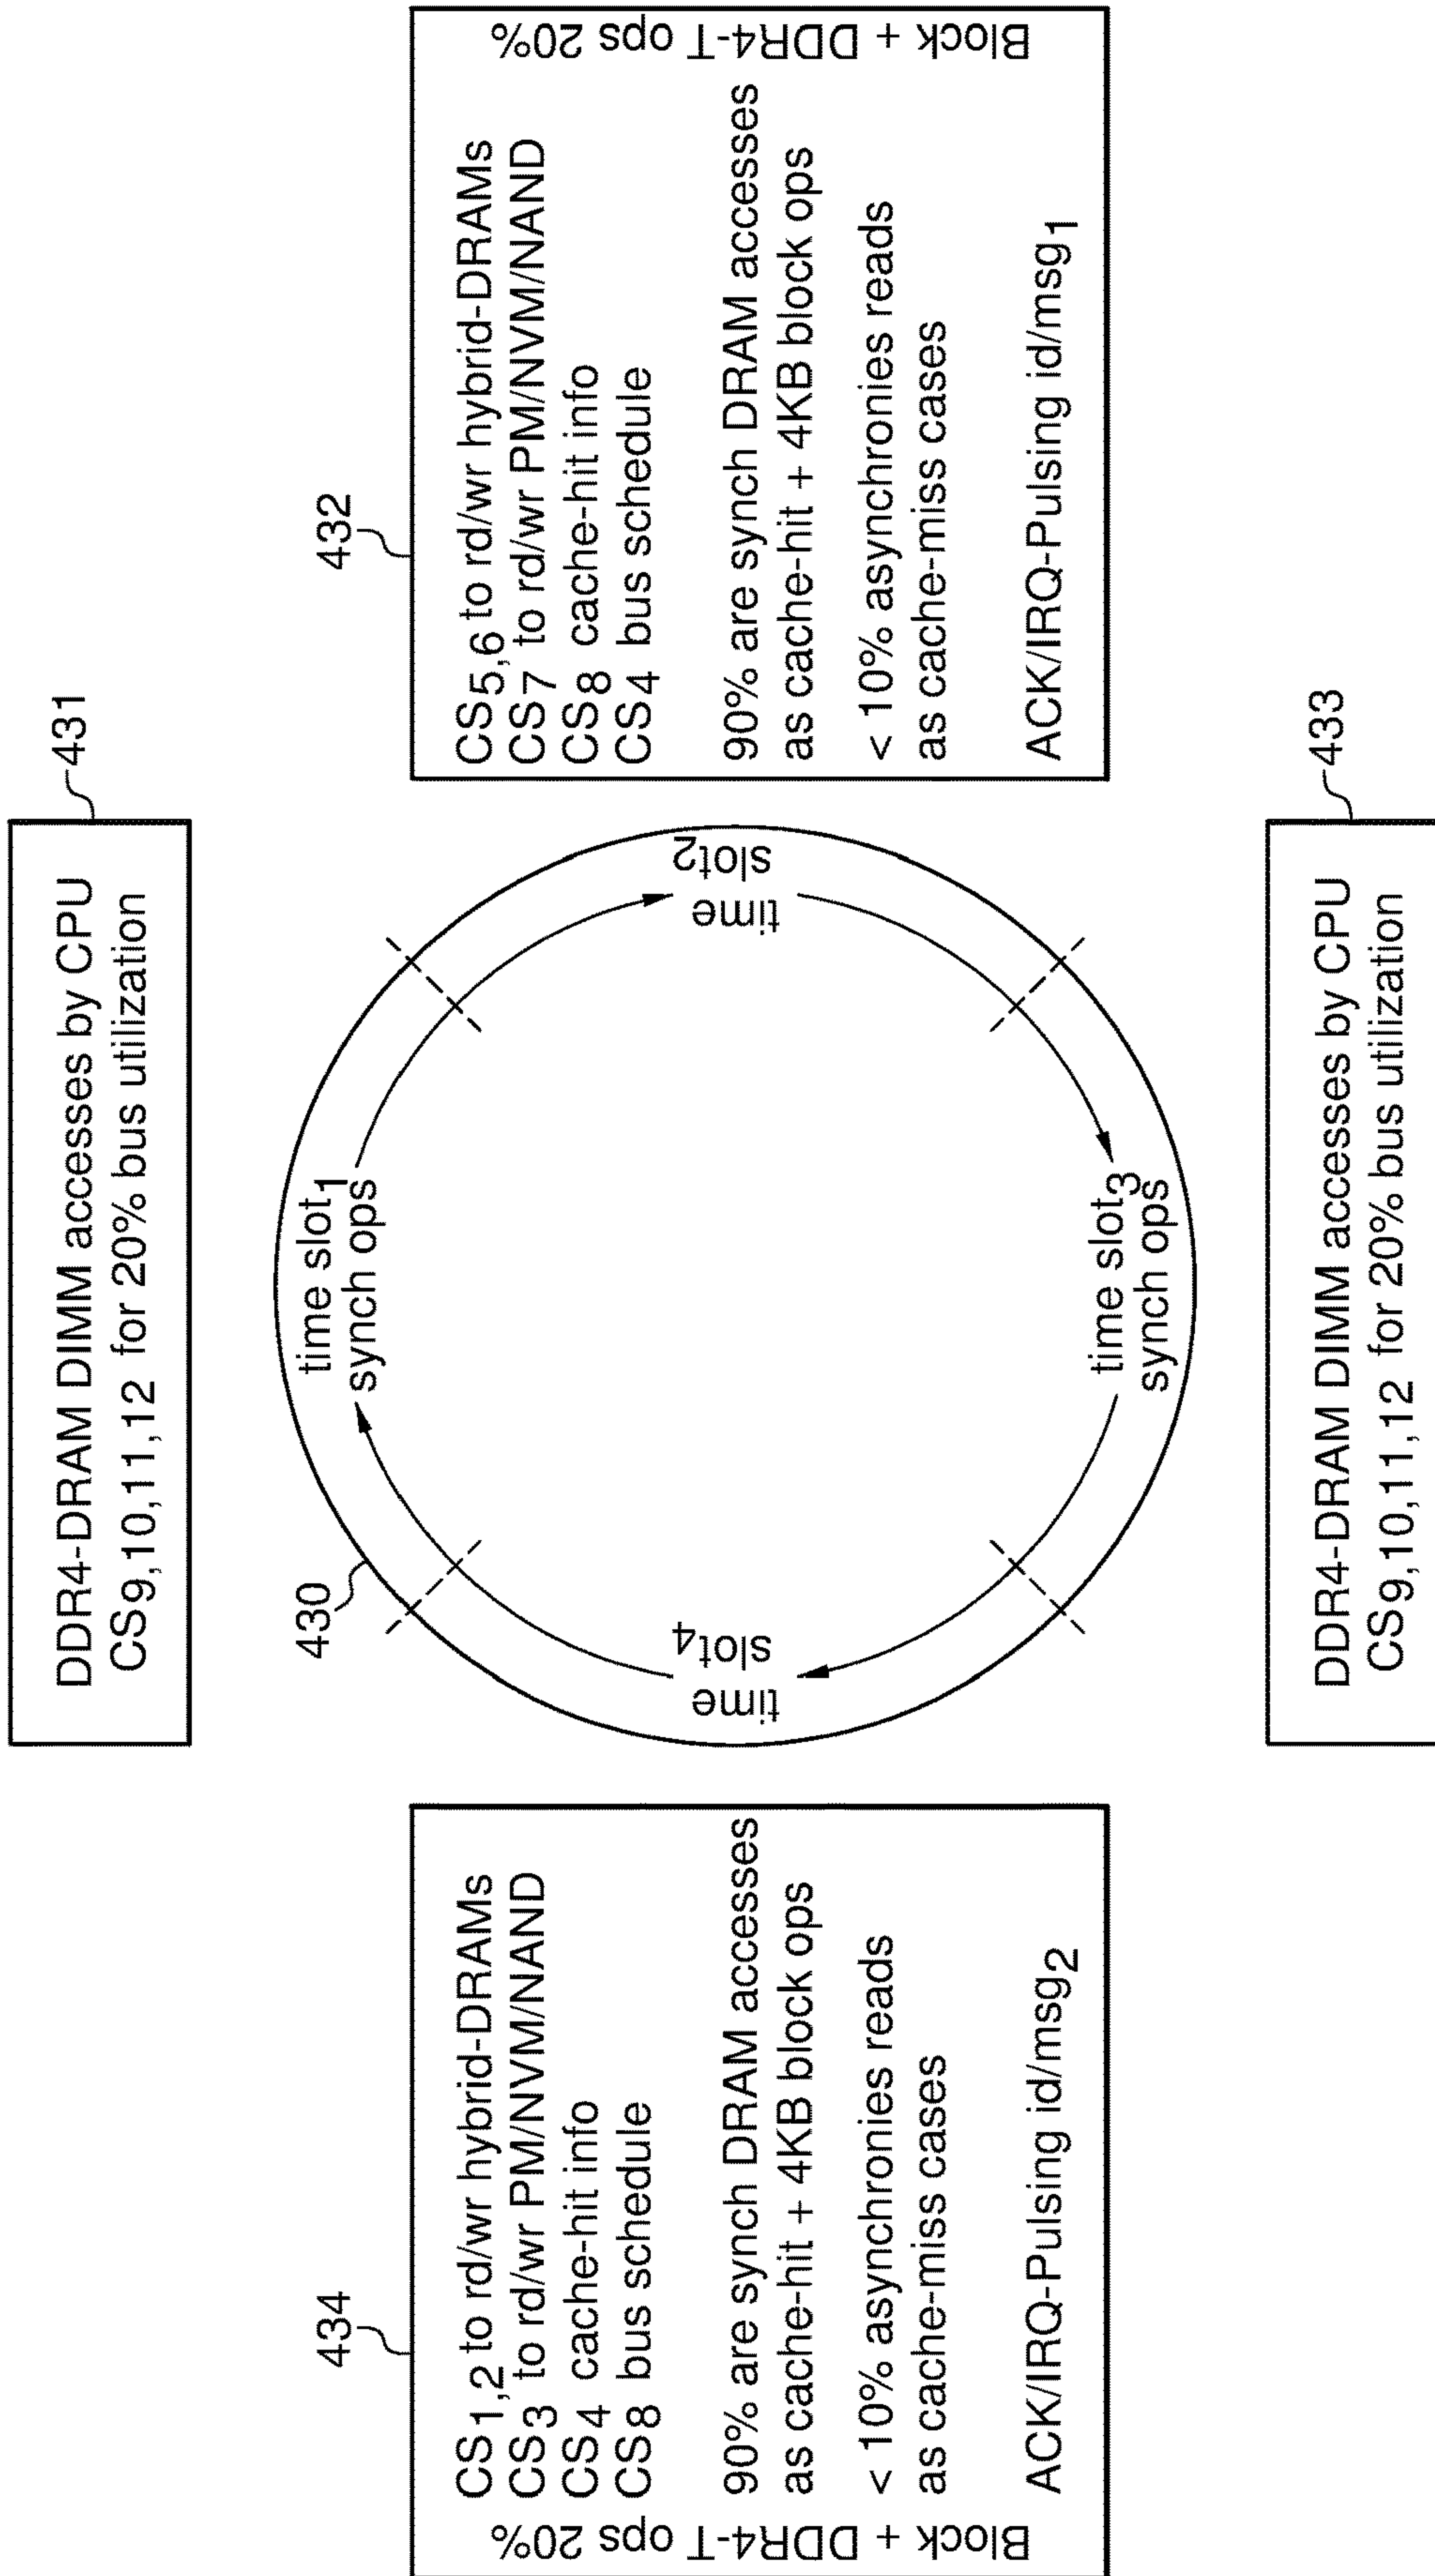 DDR4-DRAM DIMM accesses by CPU
CS9,10,11,12 for 20% bus utilization
431
434
CS1,2 to rd/wr hybrid-DRAMs
CS3 to rd/wr PM/NVM/NAND
CS4 cache-hit info
CS8 bus schedule
90% are synch DRAM accesses
as cache-hit + 4KB block ops
< 10% asynchronies reads
as cache-miss cases
ACK/IRQ-Pulsing id/msg2
Block + DDR4-T ops 20%
430
time slot1
synch ops
time
slot2
time slot3
synch ops
time
slot4
432
CS5,6 to rd/wr hybrid-DRAMs
CS7 to rd/wr PM/NVM/NAND
CS8 cache-hit info
CS4 bus schedule
90% are synch DRAM accesses
as cache-hit + 4KB block ops
< 10% asynchronies reads
as cache-miss cases
ACK/IRQ-Pulsing id/msg1
Block + DDR4-T ops 20%
DDR4-DRAM DIMM accesses by CPU
CS9,10,11,12 for 20% bus utilization
433